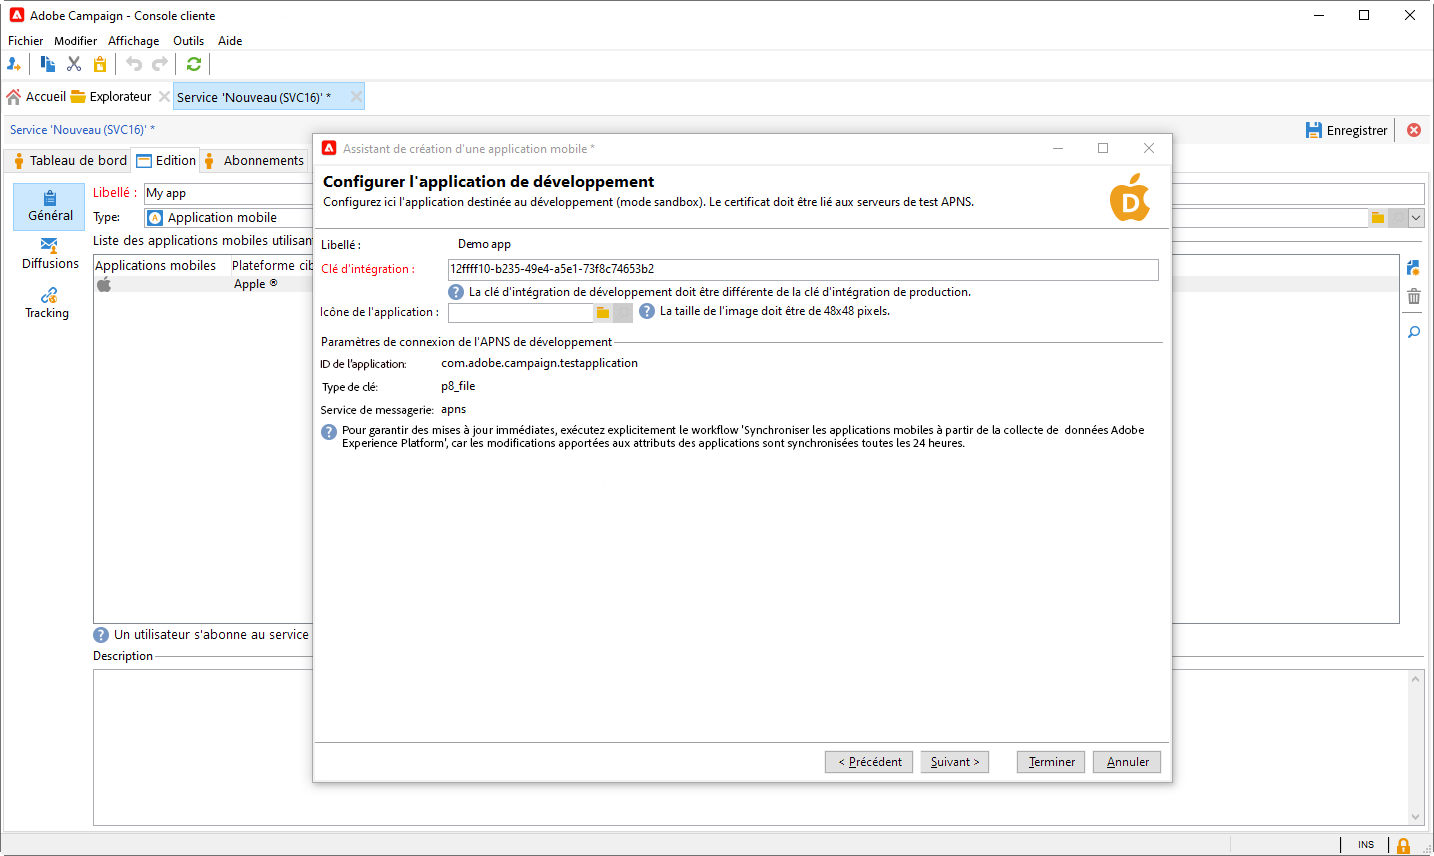 Adobe Campaign - Console cliente
Fichier Modifier Affichage Outils Aide
Accueil Explorateur Service 'Nouveau (SVC16)' *
Service 'Nouveau (SVC16)' *
Enregistrer
Tableau de bord Edition Abonnements
Général
Diffusions
Tracking
Libellé : My app
Type: Application mobile
Liste des applications mobiles utilisan
Applications mobiles Plateforme cib
Apple ®
Un utilisateur s'abonne au service
Description
Assistant de création d'une application mobile *
Configurer l'application de développement
Configurez ici l'application destinée au développement (mode sandbox). Le certificat doit être lié aux serveurs de test APNS.
D
Libellé : Demo app
Clé d'intégration : 12ffff10-b235-49e4-a5e1-73f8c74653b2
La clé d'intégration de développement doit être différente de la clé d'intégration de production.
Icône de l'application : La taille de l'image doit être de 48x48 pixels.
Paramètres de connexion de l'APNS de développement
ID de l'application: com.adobe.campaign.testapplication
Type de clé: p8_file
Service de messagerie: apns
Pour garantir des mises à jour immédiates, exécutez explicitement le workflow 'Synchroniser les applications mobiles à partir de la collecte de données Adobe
Experience Platform', car les modifications apportées aux attributs des applications sont synchronisées toutes les 24 heures.
< Précédent Suivant > Terminer Annuler
INS